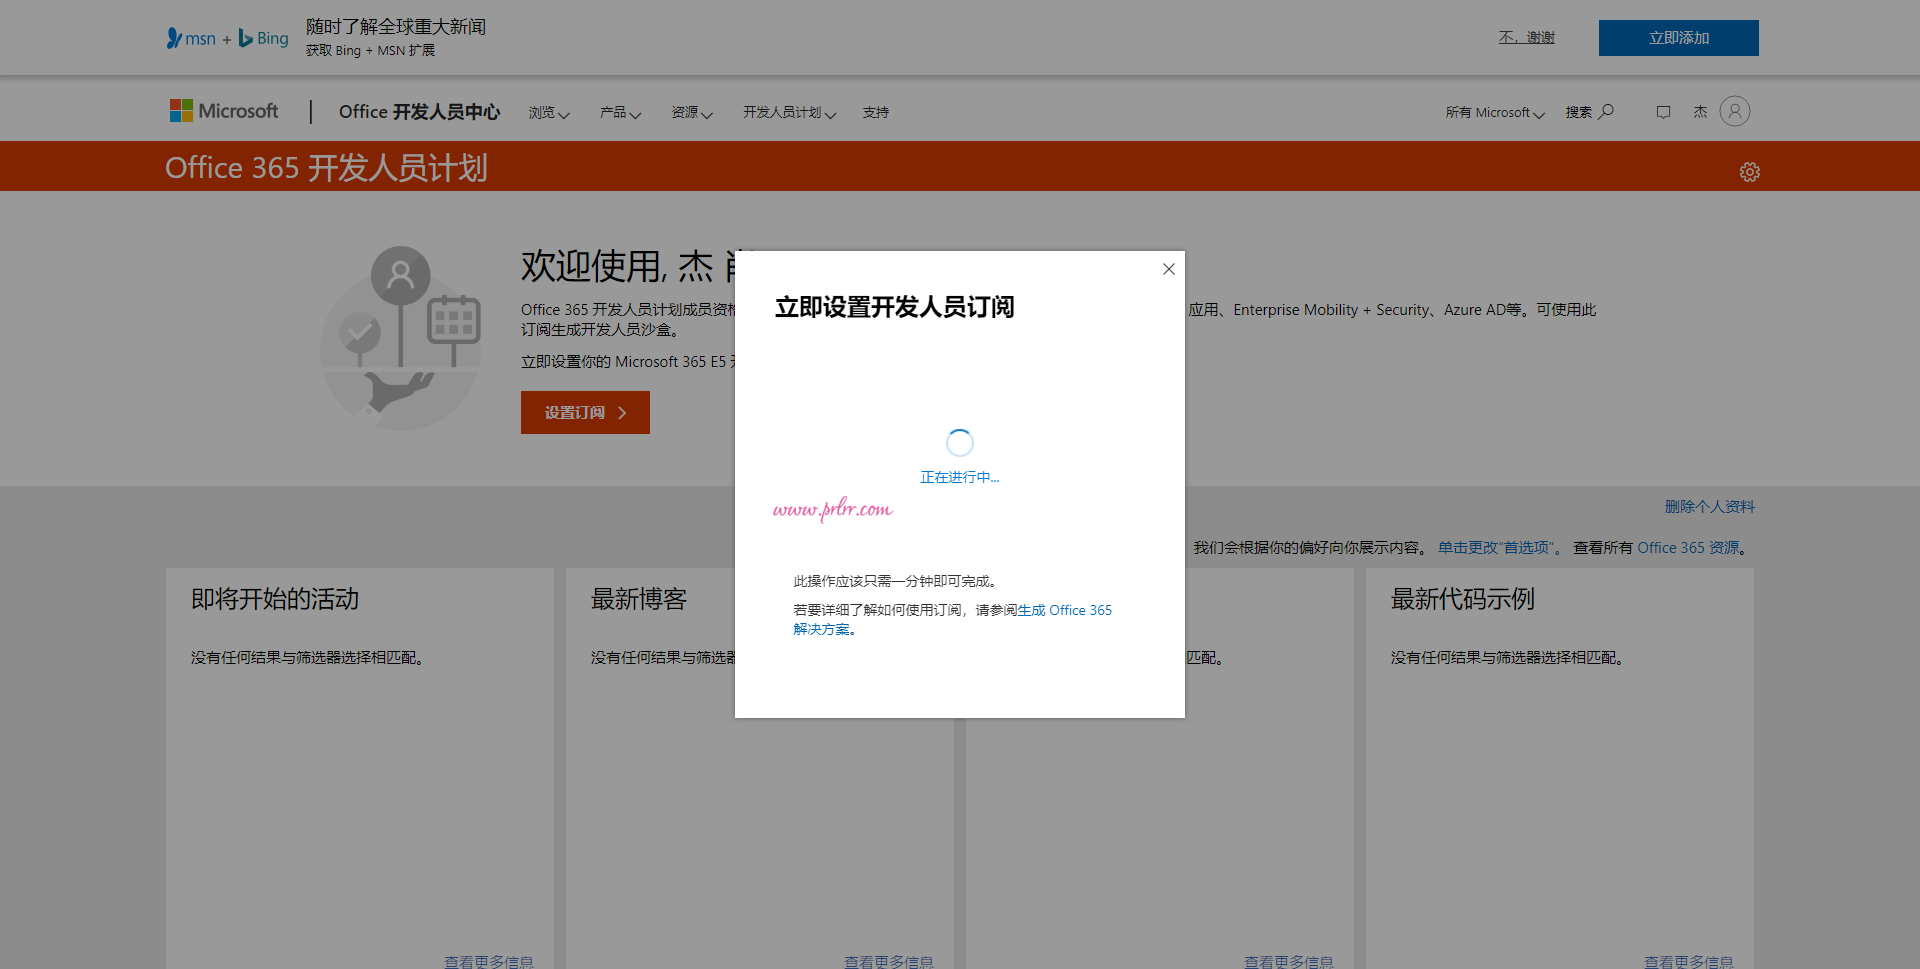 msn + Bing
随时了解全球重大新闻
获取 Bing + MSN 扩展
不，谢谢
立即添加
Microsoft
Office 开发人员中心
浏览
产品
资源
开发人员计划
支持
所有 Microsoft
搜索
杰
Office 365 开发人员计划
欢迎使用, 杰
Office 365 开发人员计划成员资格
应用、Enterprise Mobility + Security、Azure AD等。可使用此
订阅生成开发人员沙盒。
立即设置你的 Microsoft 365 E5
设置订阅
立即设置开发人员订阅
正在进行中...
www.prlrr.com
此操作应该只需一分钟即可完成。
若要详细了解如何使用订阅，请参阅生成 Office 365
解决方案。
删除个人资料
我们会根据你的偏好向你展示内容。 单击更改“首选项”。 查看所有 Office 365 资源。
即将开始的活动
没有任何结果与筛选器选择相匹配。
查看更多信息
最新博客
没有任何结果与筛选器
查看更多信息
匹配。
查看更多信息
最新代码示例
没有任何结果与筛选器选择相匹配。
查看更多信息